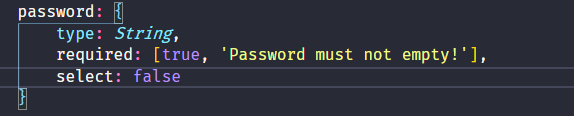 password: {
    type: String,
    required: [true, 'Password must not empty!'],
    select: false
}